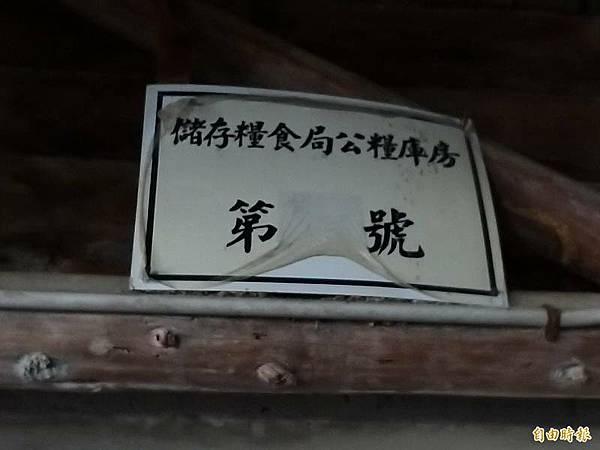 儲存糧食局公糧庫房
第 號
自由時報